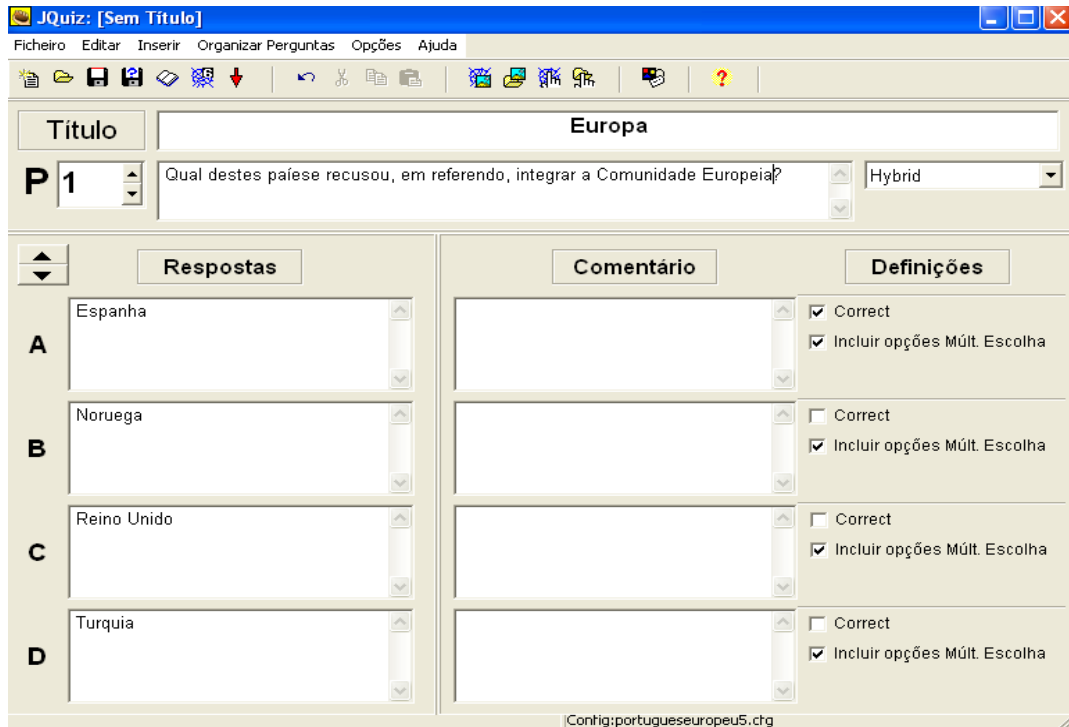 JQuiz: [Sem Título]
Ficheiro Editar Inserir Organizar Perguntas Opções Ajuda
Título
Europa
P 1
Qual destes paíese recusou, em referendo, integrar a Comunidade Europeia?
Hybrid
Respostas
Comentário
Definições
A
Espanha
Correct
Incluir opções Múlt. Escolha
B
Noruega
Correct
Incluir opções Múlt. Escolha
C
Reino Unido
Correct
Incluir opções Múlt. Escolha
D
Turquia
Correct
Incluir opções Múlt. Escolha
Config:portugueseuropeu5.cfg